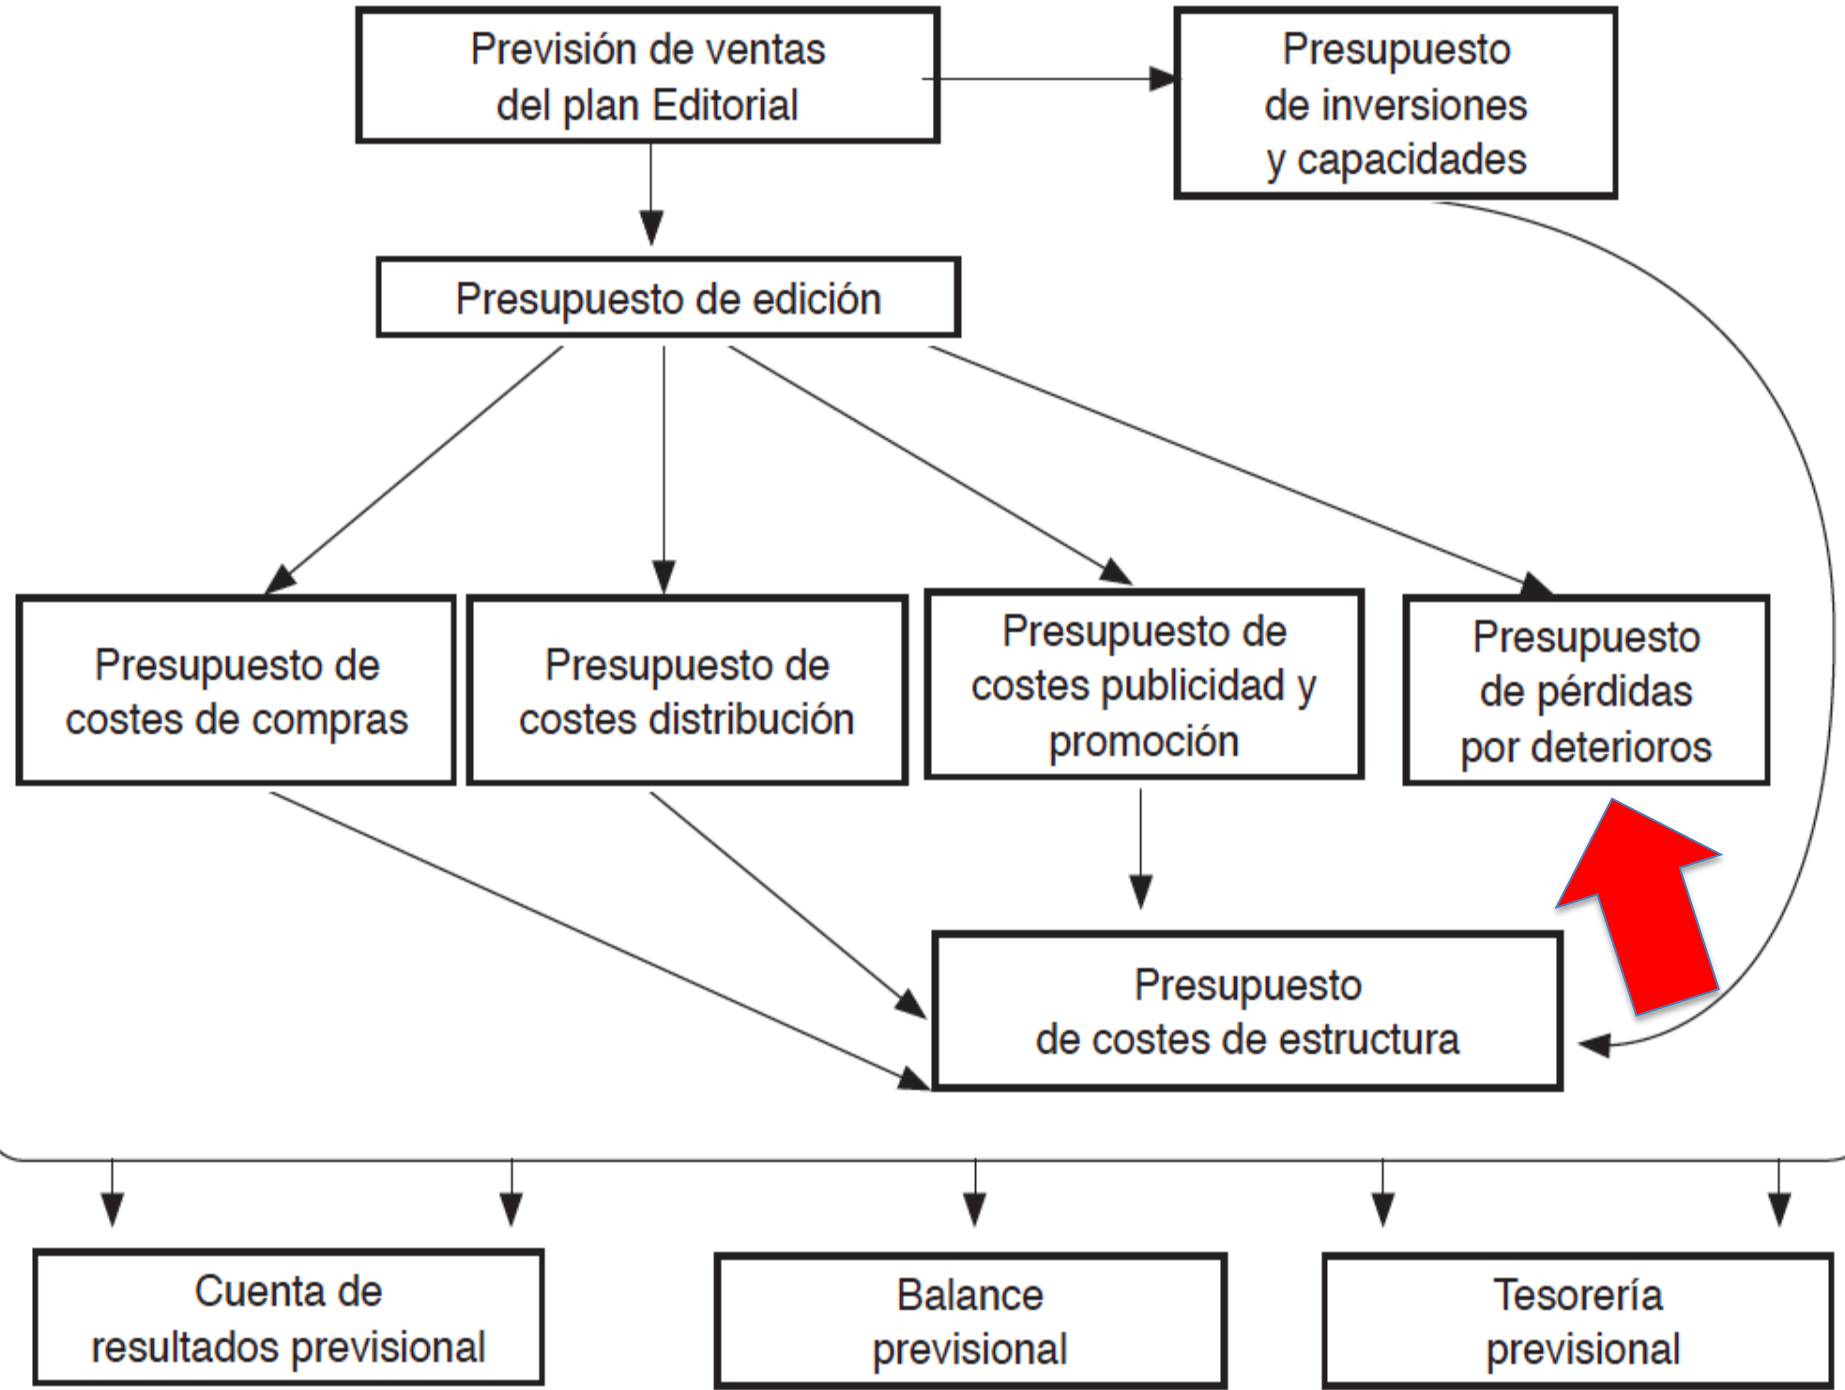 Previsión de ventas
del plan Editorial
Presupuesto
de inversiones
y capacidades
Presupuesto de edición
Presupuesto de
costes de compras
Presupuesto de
costes distribución
Presupuesto de
costes publicidad y
promoción
Presupuesto
de pérdidas
por deterioros
Presupuesto
de costes de estructura
Cuenta de
resultados previsional
Balance
previsional
Tesorería
previsional